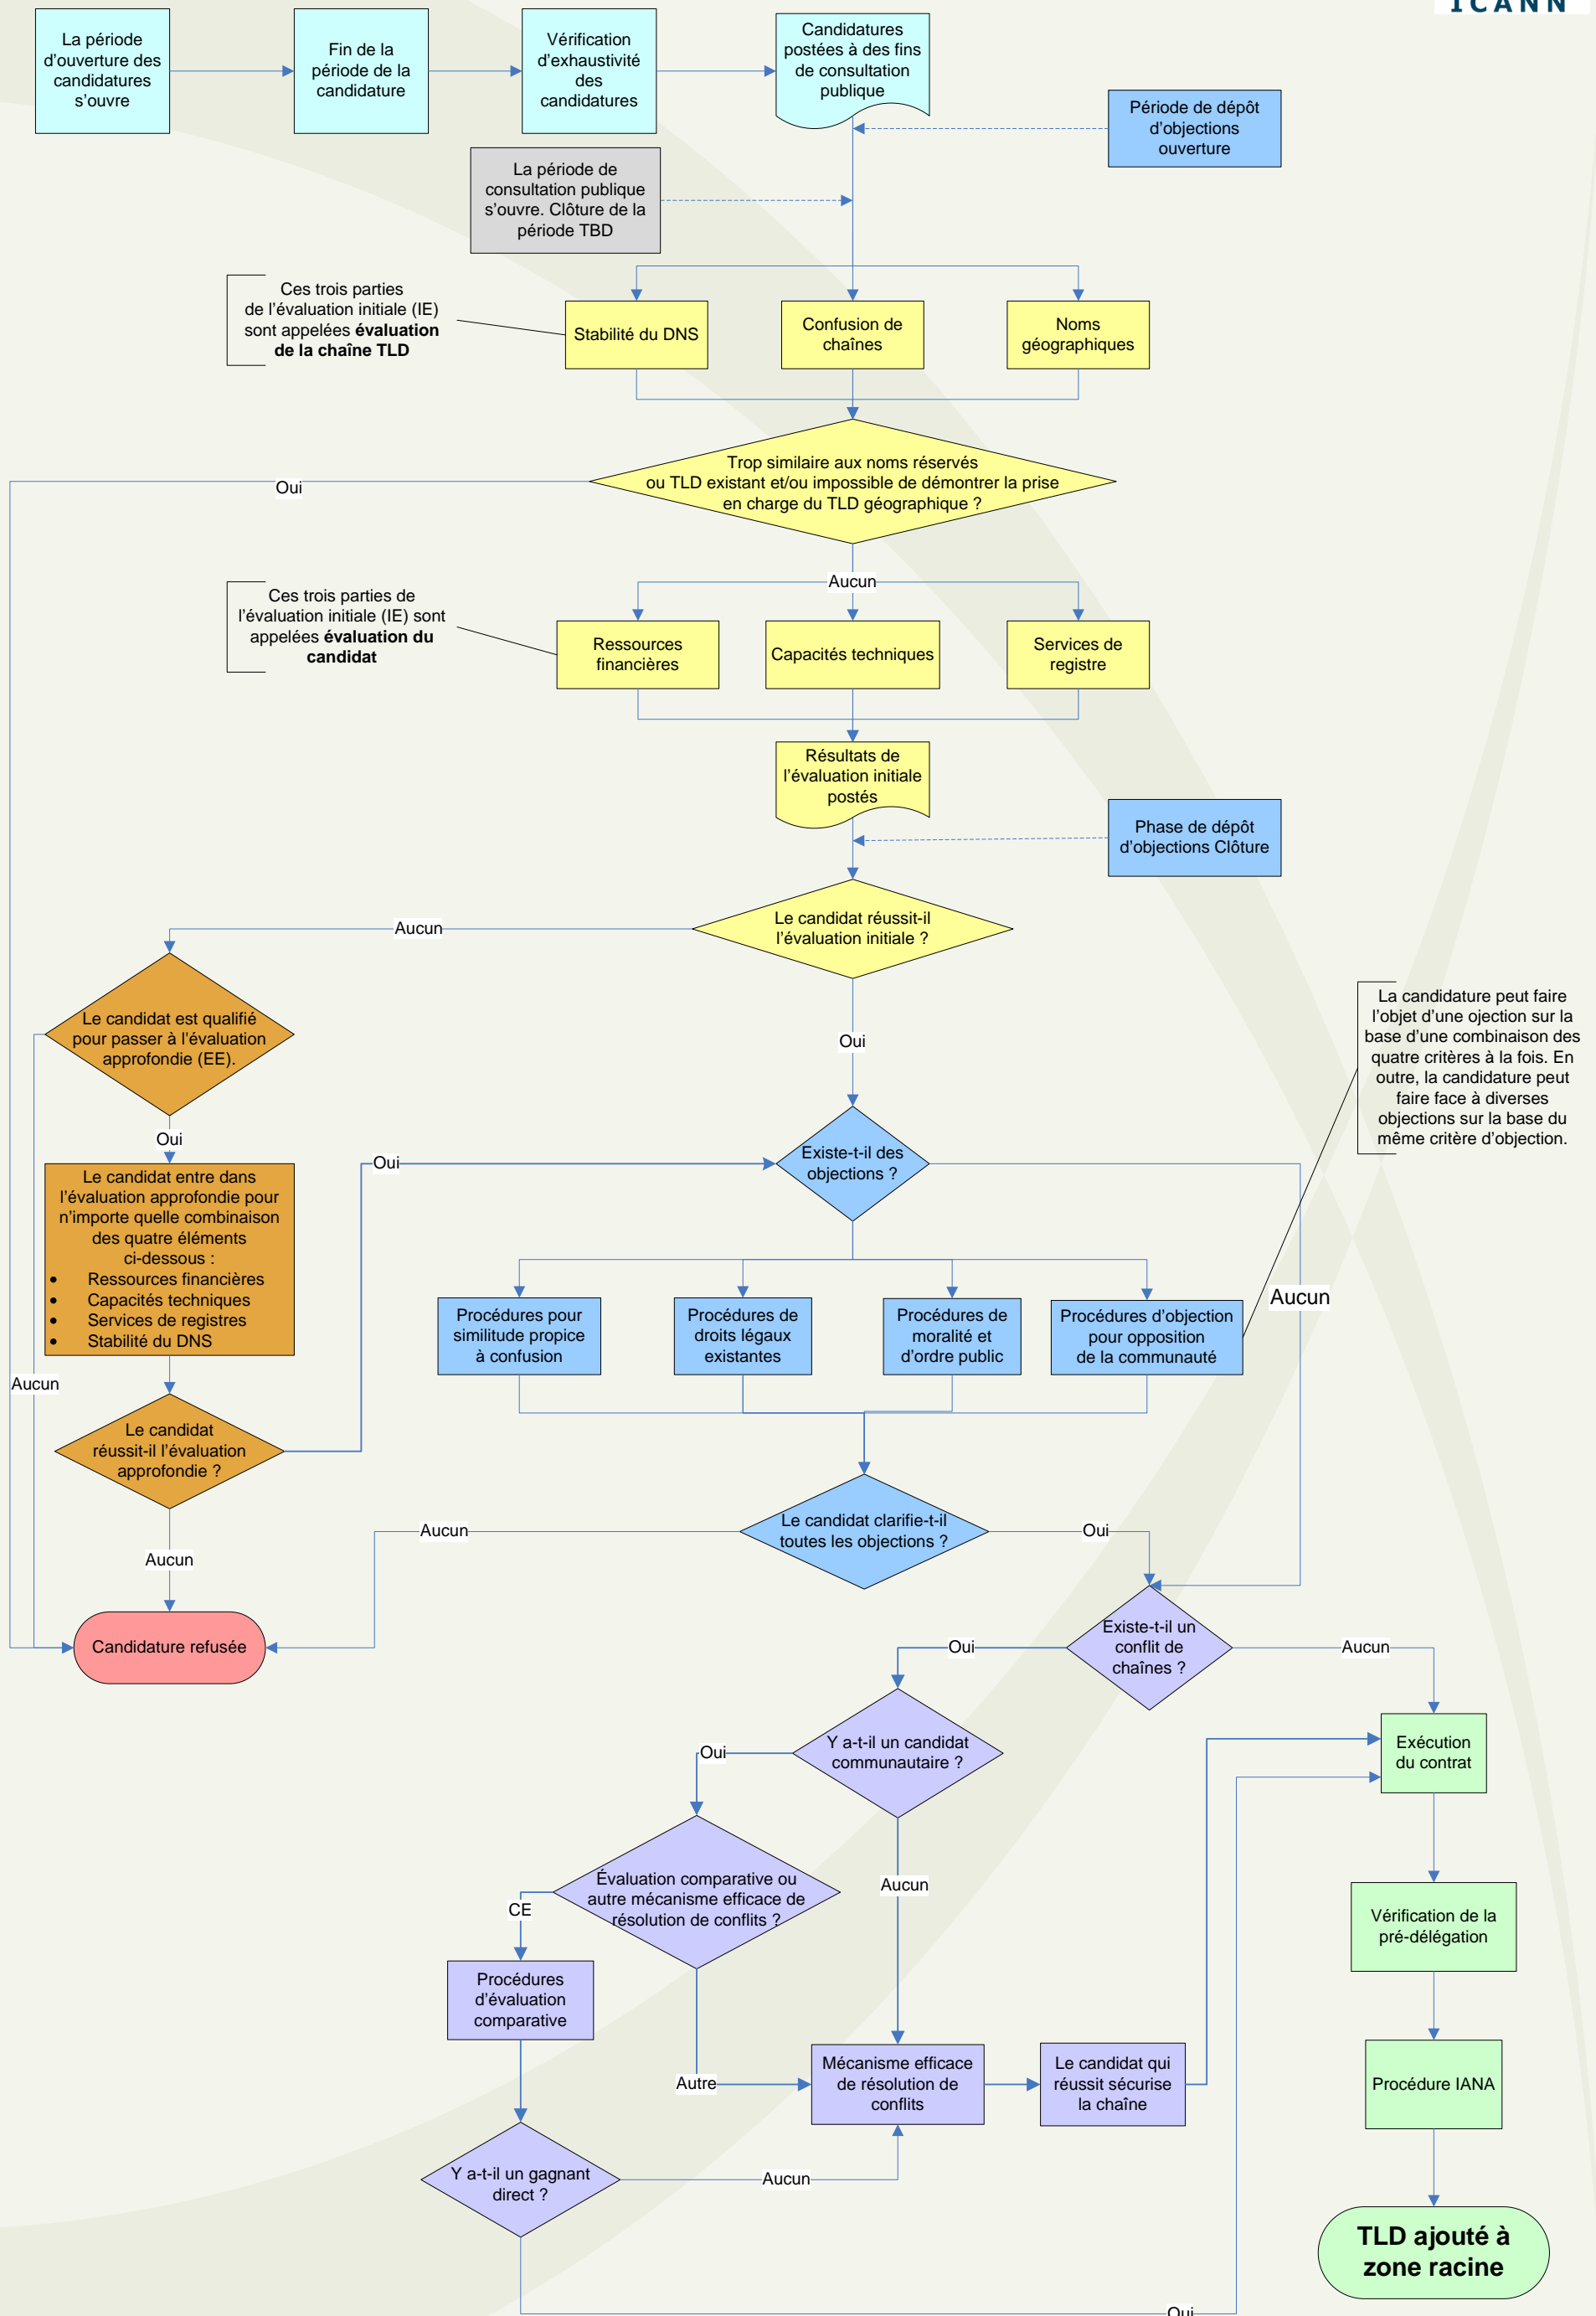 ICANN
La période
d'ouverture des
candidatures
s'ouvre
Fin de la
période de la
candidature
Vérification
d'exhaustivité
des
candidatures
Candidatures
postées à des fins
de consultation
publique
Période de dépôt
d'objections
ouverture
La période de
consultation publique
s'ouvre. Clôture de la
période TBD
Ces trois parties
de l'évaluation initiale (IE)
sont appelées évaluation
de la chaîne TLD
Stabilité du DNS
Confusion de
chaînes
Noms
géographiques
Trop similaire aux noms réservés
ou TLD existant et/ou impossible de démontrer la prise
en charge du TLD géographique ?
Oui
Aucun
Ces trois parties de
l'évaluation initiale (IE) sont
appelées évaluation du
candidat
Ressources
financières
Capacités techniques
Services de
registre
Résultats de
l'évaluation initiale
postés
Phase de dépôt
d'objections Clôture
Le candidat réussit-il
l'évaluation initiale ?
Aucun
Oui
Le candidat est qualifié
pour passer à l'évaluation
approfondie (EE).
Oui
La candidature peut faire
l'objet d'une ojection sur la
base d'une combinaison des
quatre critères à la fois. En
outre, la candidature peut
faire face à diverses
objections sur la base du
même critère d'objection.
Le candidat entre dans
l'évaluation approfondie pour
n'importe quelle combinaison
des quatre éléments
ci-dessous :
• Ressources financières
• Capacités techniques
• Services de registres
• Stabilité du DNS
Oui
Existe-t-il des
objections ?
Aucun
Procédures pour
similitude propice
à confusion
Procédures de
droits légaux
existantes
Procédures de
moralité et
d'ordre public
Procédures d'objection
pour opposition
de la communauté
Aucun
Le candidat
réussit-il l'évaluation
approfondie ?
Aucun
Le candidat clarifie-t-il
toutes les objections ?
Aucun
Oui
Candidature refusée
Existe-t-il un
conflit de
chaînes ?
Oui
Aucun
Y a-t-il un candidat
communautaire ?
Oui
Aucun
Exécution
du contrat
Évaluation comparative ou
autre mécanisme efficace de
résolution de conflits ?
CE
Autre
Vérification de la
pré-délégation
Procédures
d'évaluation
comparative
Mécanisme efficace
de résolution de
conflits
Le candidat qui
réussit sécurise
la chaîne
Procédure IANA
Y a-t-il un gagnant
direct ?
Aucun
Oui
TLD ajouté à
zone racine